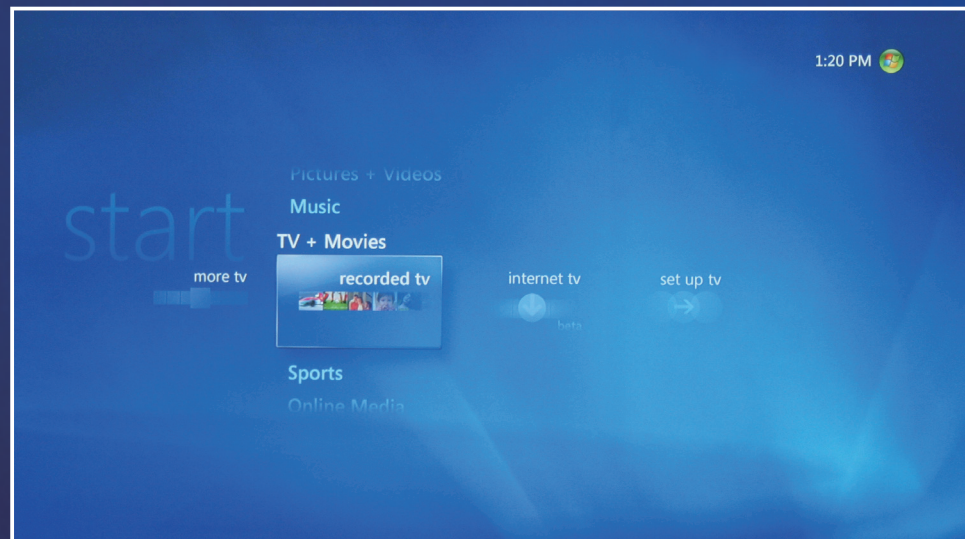 1:20 PM
Pictures + Videos
start
Music
TV + Movies
more tv
recorded tv
internet tv
set up tv
beta
Sports
Online Media